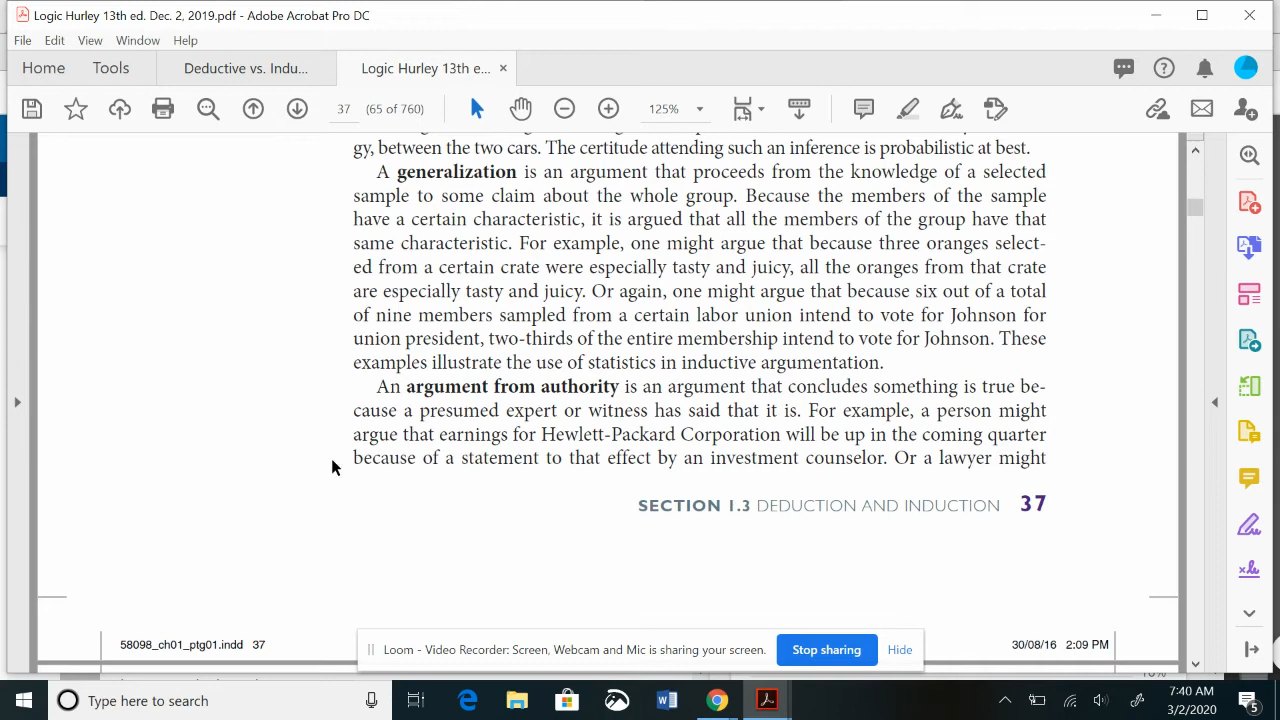 Logic Hurley 13th ed. Dec. 2, 2019.pdf - Adobe Acrobat Pro DC
File Edit View Window Help
Home Tools Deductive vs. Indu... Logic Hurley 13th e... ×
37 (65 of 760) 125%
gy, between the two cars. The certitude attending such an inference is probabilistic at best.
A generalization is an argument that proceeds from the knowledge of a selected
sample to some claim about the whole group. Because the members of the sample
have a certain characteristic, it is argued that all the members of the group have that
same characteristic. For example, one might argue that because three oranges select-
ed from a certain crate were especially tasty and juicy, all the oranges from that crate
are especially tasty and juicy. Or again, one might argue that because six out of a total
of nine members sampled from a certain labor union intend to vote for Johnson for
union president, two-thirds of the entire membership intend to vote for Johnson. These
examples illustrate the use of statistics in inductive argumentation.
An argument from authority is an argument that concludes something is true be-
cause a presumed expert or witness has said that it is. For example, a person might
argue that earnings for Hewlett-Packard Corporation will be up in the coming quarter
because of a statement to that effect by an investment counselor. Or a lawyer might
SECTION 1.3 DEDUCTION AND INDUCTION 37
58098_ch01_ptg01.indd 37 30/08/16 2:09 PM
Loom - Video Recorder: Screen, Webcam and Mic is sharing your screen. Stop sharing Hide
Type here to search
7:40 AM
3/2/2020
5